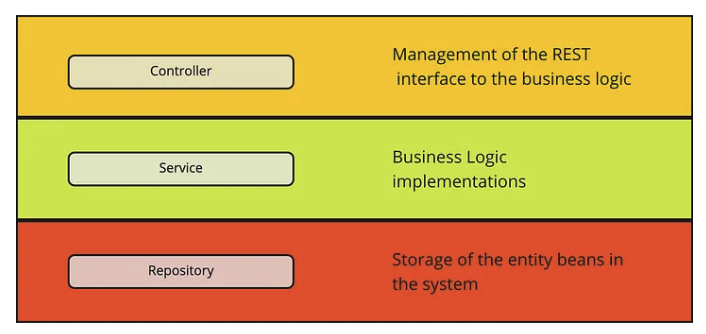 Controller
Management of the REST
interface to the business logic
Service
Business Logic
implementations
Repository
Storage of the entity beans in
the system